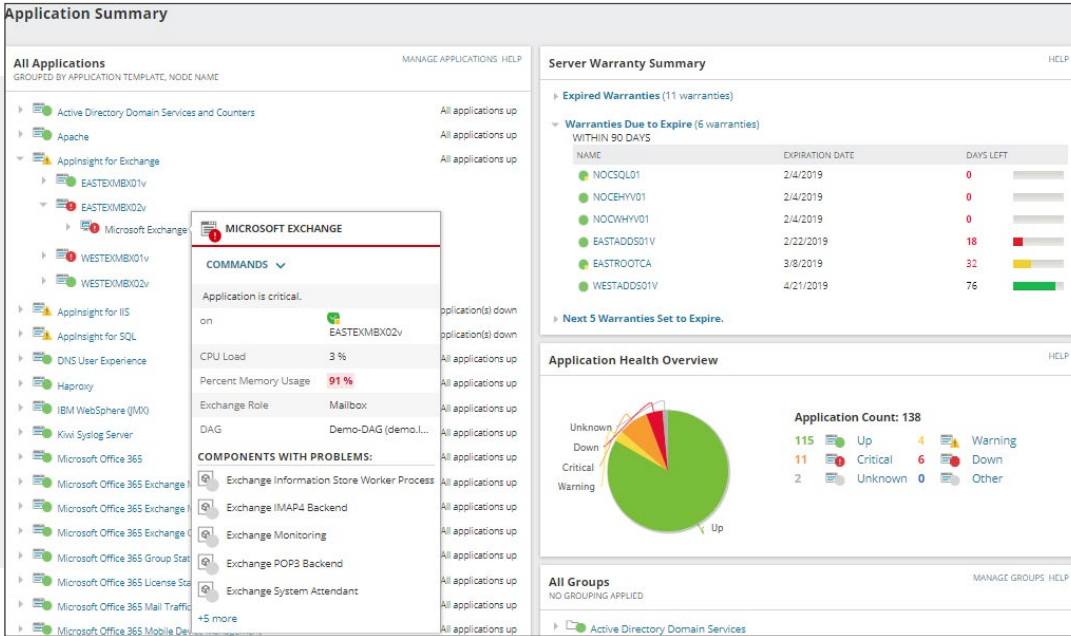 Application Summary
All Applications
MANAGE APPLICATIONS HELP
GROUPED BY APPLICATION TEMPLATE, NODE NAME
Active Directory Domain Services and Counters All applications up
Apache All applications up
AppInsight for Exchange All applications up
EASTEXMBX01v
EASTEXMBX02v
Microsoft Exchange
WESTEXMBX01v
WESTEXMBX02v
AppInsight for IIS pplication(s) down
AppInsight for SQL pplication(s) down
DNS User Experience All applications up
Haproxy All applications up
IBM WebSphere (JMX) All applications up
Kiwi Syslog Server All applications up
Microsoft Office 365 All applications up
Microsoft Office 365 Exchange All applications up
Microsoft Office 365 Exchange All applications up
Microsoft Office 365 Exchange All applications up
Microsoft Office 365 Group Stat All applications up
Microsoft Office 365 License Sta All applications up
Microsoft Office 365 Mail Traffic All applications up
Microsoft Office 365 Mobile All applications up
MICROSOFT EXCHANGE
COMMANDS
Application is critical.
on EASTEXMBX02v
CPU Load 3 %
Percent Memory Usage 91 %
Exchange Role Mailbox
DAG Demo-DAG (demo.l...
COMPONENTS WITH PROBLEMS:
Exchange Information Store Worker Process
Exchange IMAP4 Backend
Exchange Monitoring
Exchange POP3 Backend
Exchange System Attendant
+5 more
Server Warranty Summary
HELP
Expired Warranties (11 warranties)
Warranties Due to Expire (6 warranties)
WITHIN 90 DAYS
NAME EXPIRATION DATE DAYS LEFT
NOCSQL01 2/4/2019 0
NOCEHYV01 2/4/2019 0
NOCWHYV01 2/4/2019 0
EASTADDS01V 2/22/2019 18
EASTROOTCA 3/8/2019 32
WESTADDS01V 4/21/2019 76
Next 5 Warranties Set to Expire.
Application Health Overview
HELP
Unknown
Down
Critical
Warning
Up
Application Count: 138
115 Up 4 Warning
11 Critical 6 Down
2 Unknown 0 Other
All Groups
MANAGE GROUPS HELP
NO GROUPING APPLIED
Active Directory Domain Services